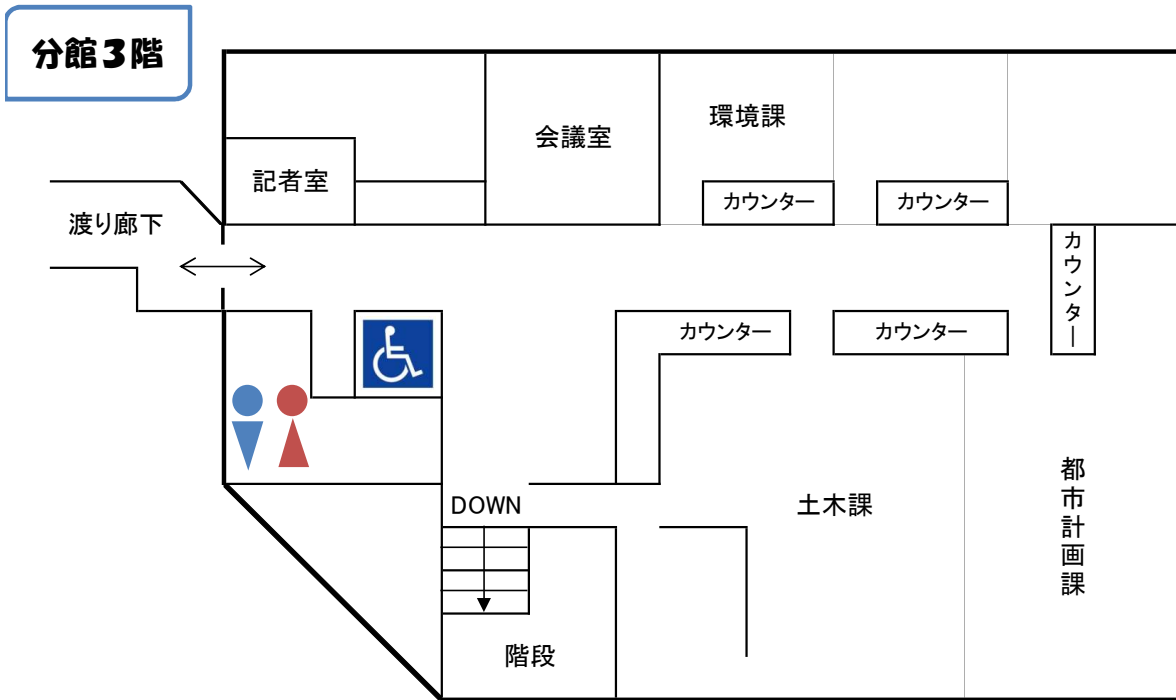 分館３階
環境課
会議室
記者室
カウンター
カウンター
渡り廊下
カウンター
カウンター
カウンター
都市計画課
DOWN
土木課
階段